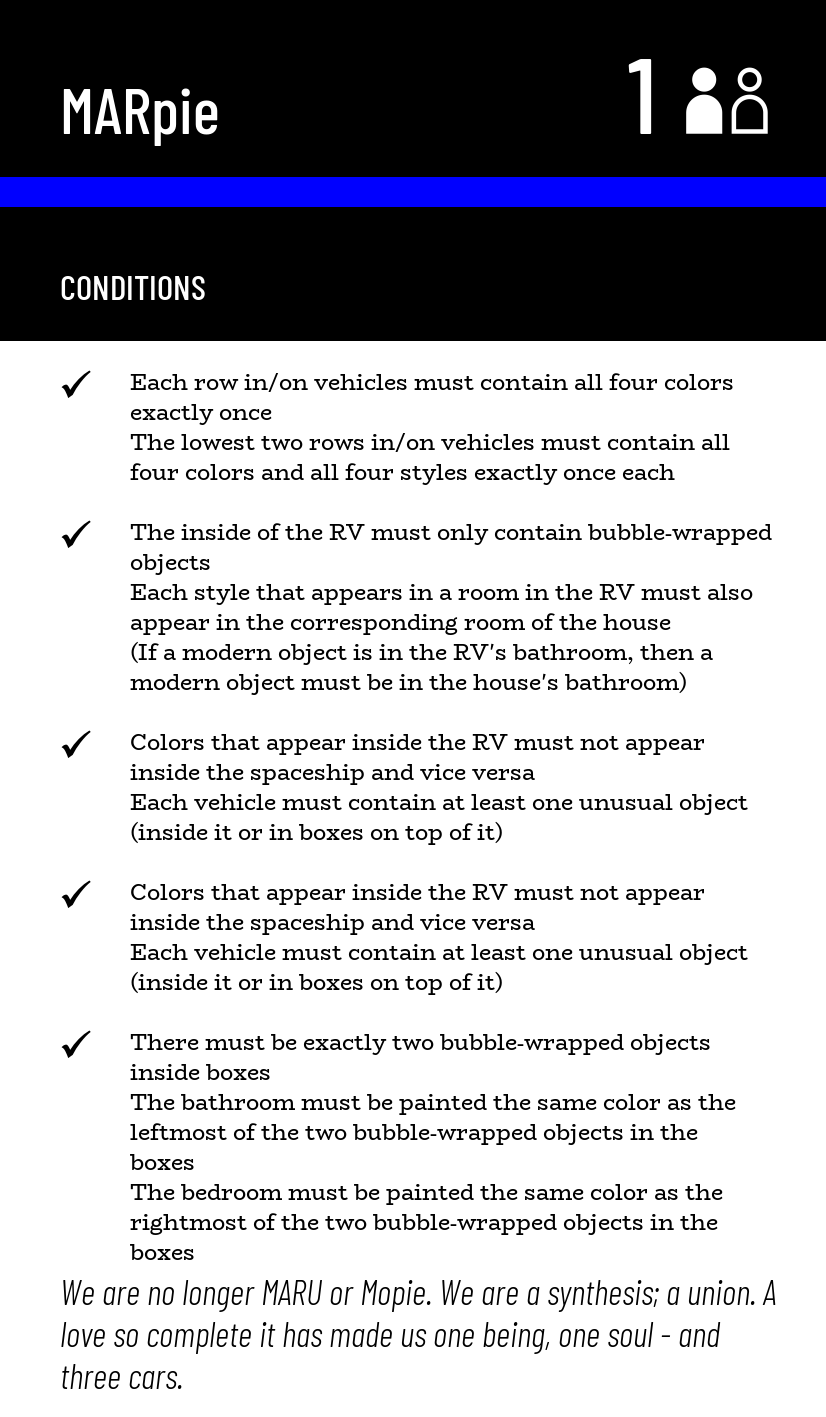 MARpie
1
CONDITIONS
Each row in/on vehicles must contain all four colors
exactly once
The lowest two rows in/on vehicles must contain all
four colors and all four styles exactly once each
The inside of the RV must only contain bubble-wrapped
objects
Each style that appears in a room in the RV must also
appear in the corresponding room of the house
(If a modern object is in the RV's bathroom, then a
modern object must be in the house's bathroom)
Colors that appear inside the RV must not appear
inside the spaceship and vice versa
Each vehicle must contain at least one unusual object
(inside it or in boxes on top of it)
Colors that appear inside the RV must not appear
inside the spaceship and vice versa
Each vehicle must contain at least one unusual object
(inside it or in boxes on top of it)
There must be exactly two bubble-wrapped objects
inside boxes
The bathroom must be painted the same color as the
leftmost of the two bubble-wrapped objects in the
boxes
The bedroom must be painted the same color as the
rightmost of the two bubble-wrapped objects in the
boxes
We are no longer MARU or Mopie. We are a synthesis; a union. A
love so complete it has made us one being, one soul - and
three cars.